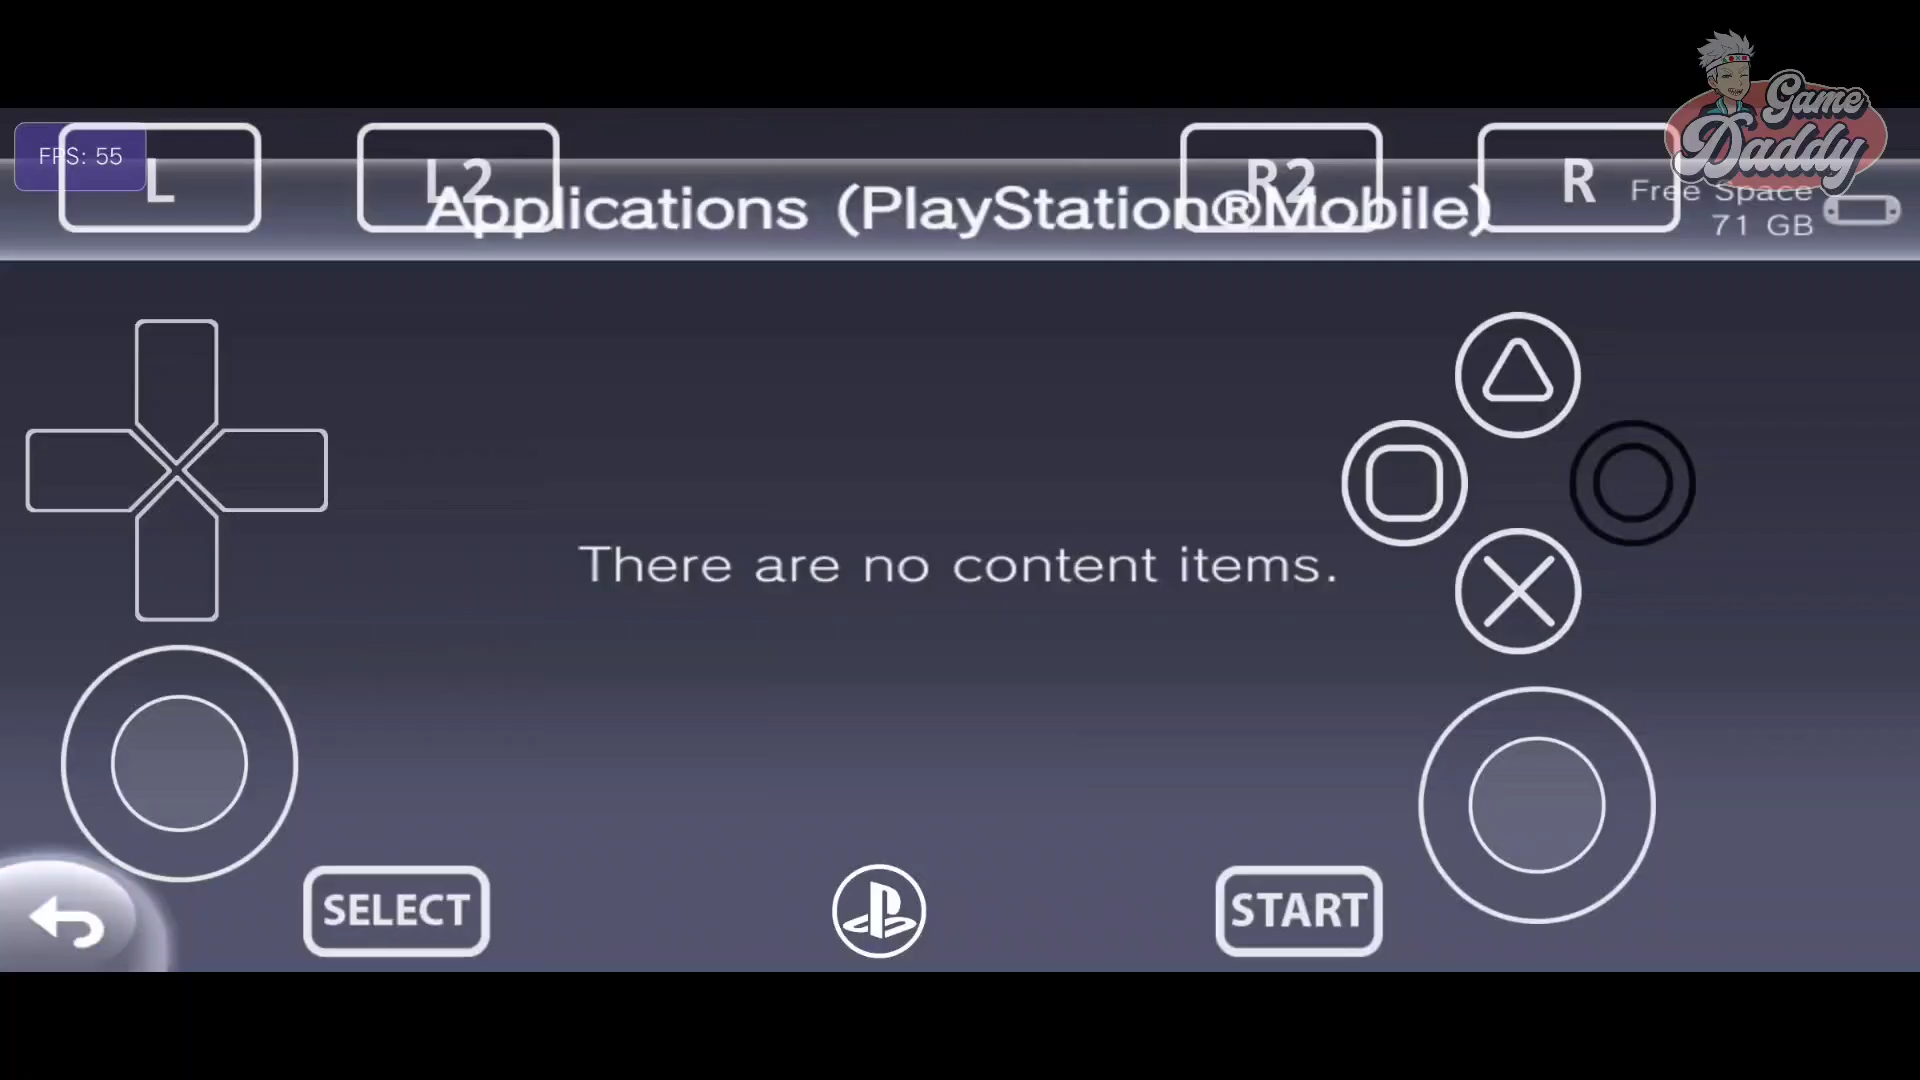 Game
Daddy
FPS: 55
L
L2
R2
R
Applications (PlayStation®Mobile)
Free Space
71 GB
There are no content items.
SELECT
START